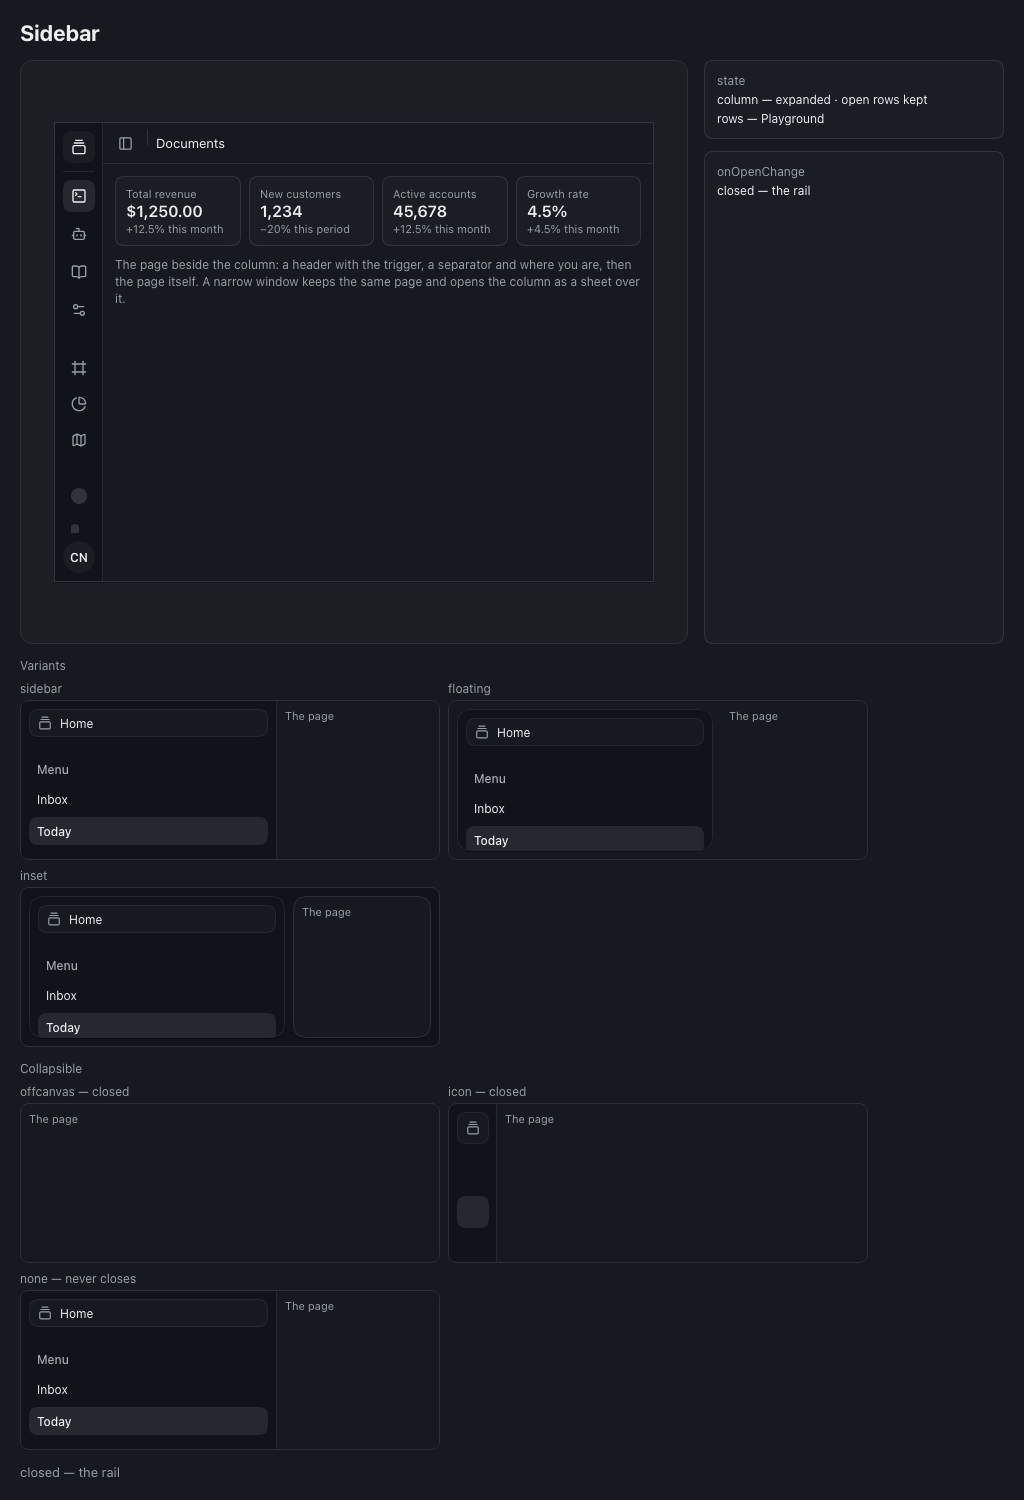 Sidebar
Documents
Total revenue
$1,250.00
+12.5% this month
New customers
1,234
−20% this period
Active accounts
45,678
+12.5% this month
Growth rate
4.5%
+4.5% this month
The page beside the column: a header with the trigger, a separator and where you are, then
the page itself. A narrow window keeps the same page and opens the column as a sheet over
it.
CN
state
column — expanded · open rows kept
rows — Playground
onOpenChange
closed — the rail
Variants
sidebar
Home
Menu
Inbox
Today
The page
floating
Home
Menu
Inbox
Today
The page
inset
Home
Menu
Inbox
Today
The page
Collapsible
offcanvas — closed
The page
icon — closed
The page
none — never closes
Home
Menu
Inbox
Today
The page
closed — the rail